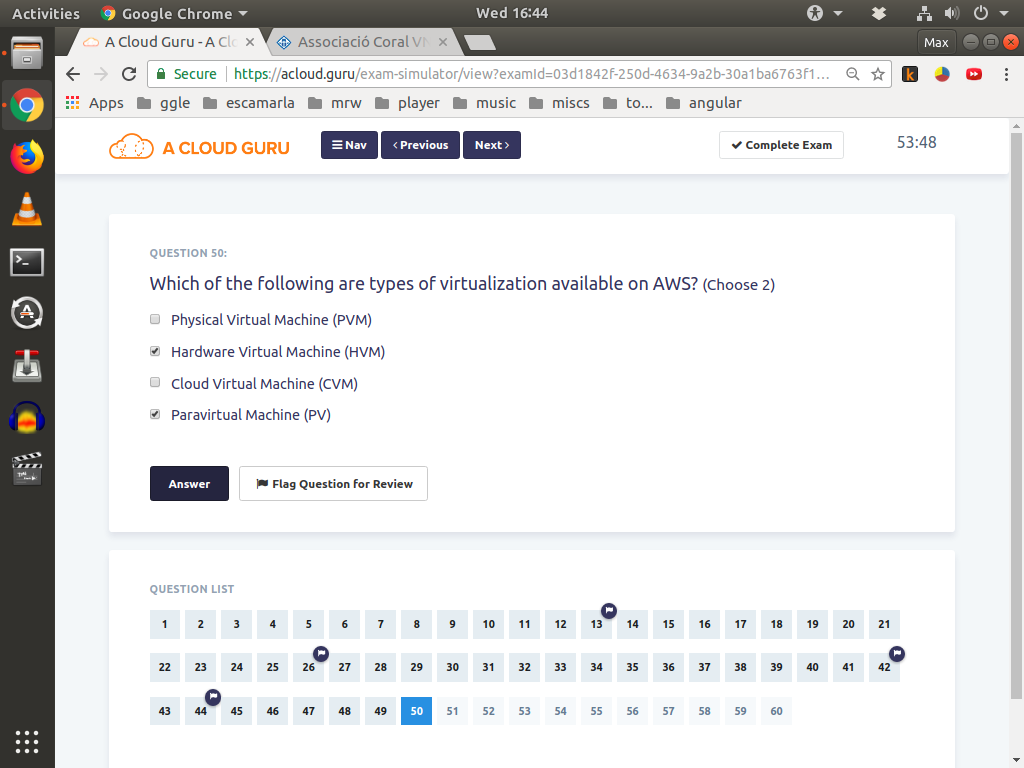 Activities Google Chrome Wed 16:44
A Cloud Guru - A Clo Associació Coral VN Max
Secure https://acloud.guru/exam-simulator/view?examId=03d1842f-250d-4634-9a2b-30a1ba6763f1...
Apps ggle escamarla mrw player music miscs to... angular
A CLOUD GURU Nav Previous Next Complete Exam 53:48
QUESTION 50:
Which of the following are types of virtualization available on AWS? (Choose 2)
Physical Virtual Machine (PVM)
Hardware Virtual Machine (HVM)
Cloud Virtual Machine (CVM)
Paravirtual Machine (PV)
Answer Flag Question for Review
QUESTION LIST
1 2 3 4 5 6 7 8 9 10 11 12 13 14 15 16 17 18 19 20 21
22 23 24 25 26 27 28 29 30 31 32 33 34 35 36 37 38 39 40 41 42
43 44 45 46 47 48 49 50 51 52 53 54 55 56 57 58 59 60